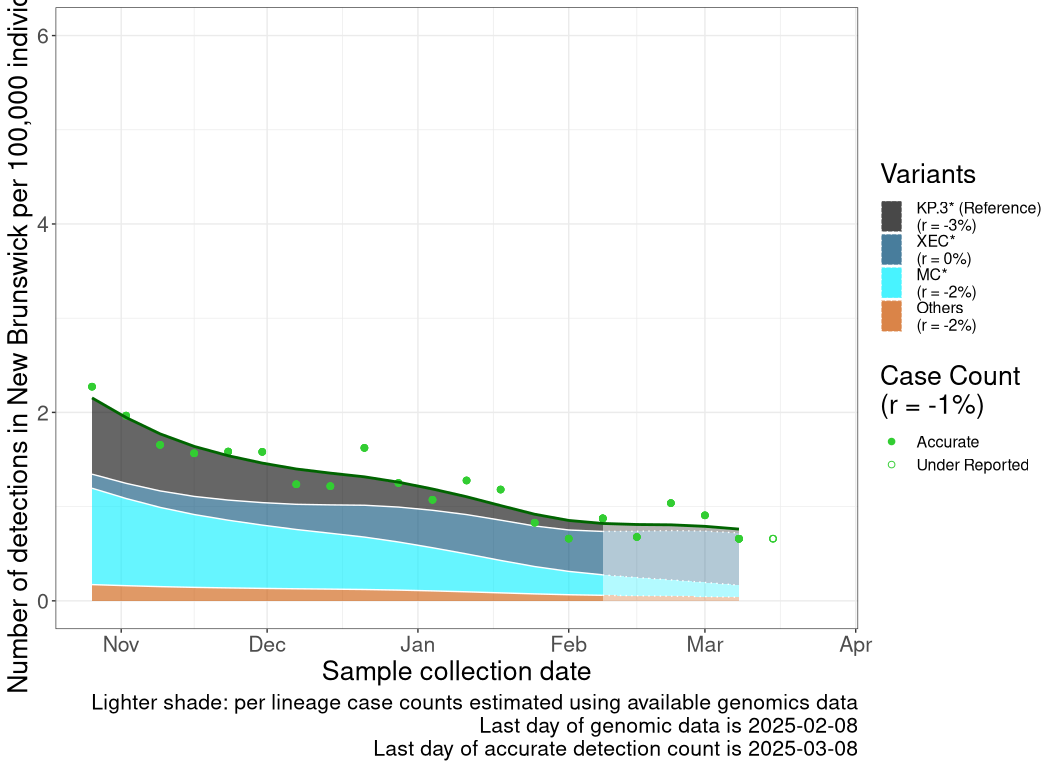 Number of detections in New Brunswick per 100,000
6
4
2
0
Nov Dec Jan Feb Mar Apr
Sample collection date
Lighter shade: per lineage case counts estimated using available genomics data
Last day of genomic data is 2025-02-08
Last day of accurate detection count is 2025-03-08
Variants
KP.3* (Reference)
(r = -3%)
XEC*
(r = 0%)
MC*
(r = -2%)
Others
(r = -2%)
Case Count
(r = -1%)
Accurate
Under Reported